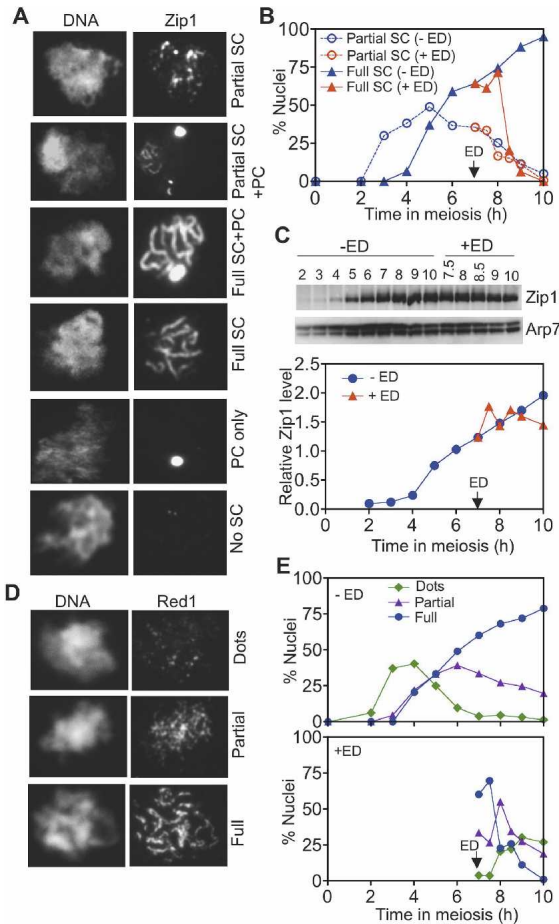 A
DNA
Zip1
Partial SC
Partial SC
+PC
Full SC+PC
Full SC
PC only
No SC
B
Partial SC (- ED)
Partial SC (+ ED)
Full SC (- ED)
Full SC (+ ED)
% Nuclei
100
75
50
25
0
ED
0 2 4 6 8 10
Time in meiosis (h)
C
-ED
+ED
2 3 4 5 6 7 8 9 10 7.5 8 8.5 9 10
Zip1
Arp7
Relative Zip1 level
2.5
2.0
1.5
1.0
0.5
0.0
- ED
+ ED
ED
0 2 4 6 8 10
Time in meiosis (h)
D
DNA
Red1
Dots
Partial
Full
E
- ED
Dots
Partial
Full
% Nuclei
100
75
50
25
0
+ED
% Nuclei
100
75
50
25
0
ED
0 2 4 6 8 10
Time in meiosis (h)